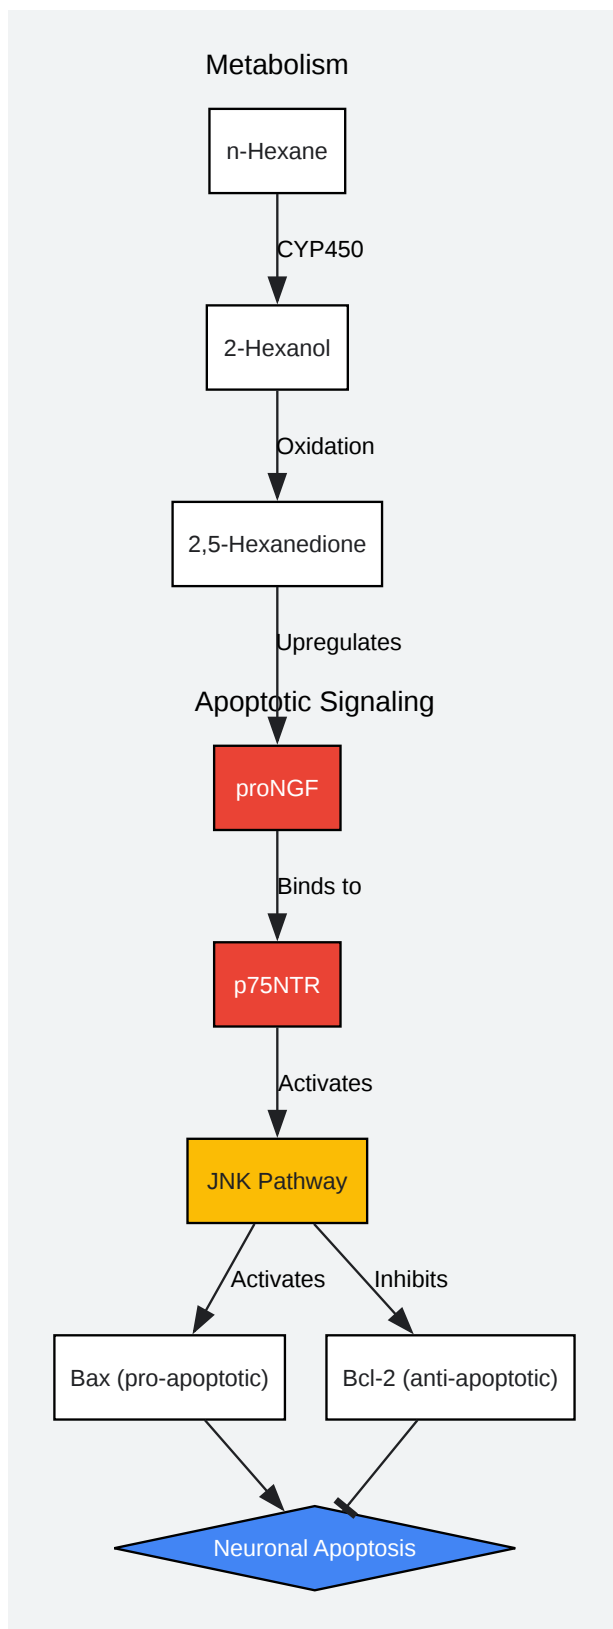 Metabolism
n-Hexane
CYP450
2-Hexanol
Oxidation
2,5-Hexanedione
Upregulates
Apoptotic Signaling
proNGF
Binds to
p75NTR
Activates
JNK Pathway
Activates
Inhibits
Bax (pro-apoptotic)
Bcl-2 (anti-apoptotic)
Neuronal Apoptosis